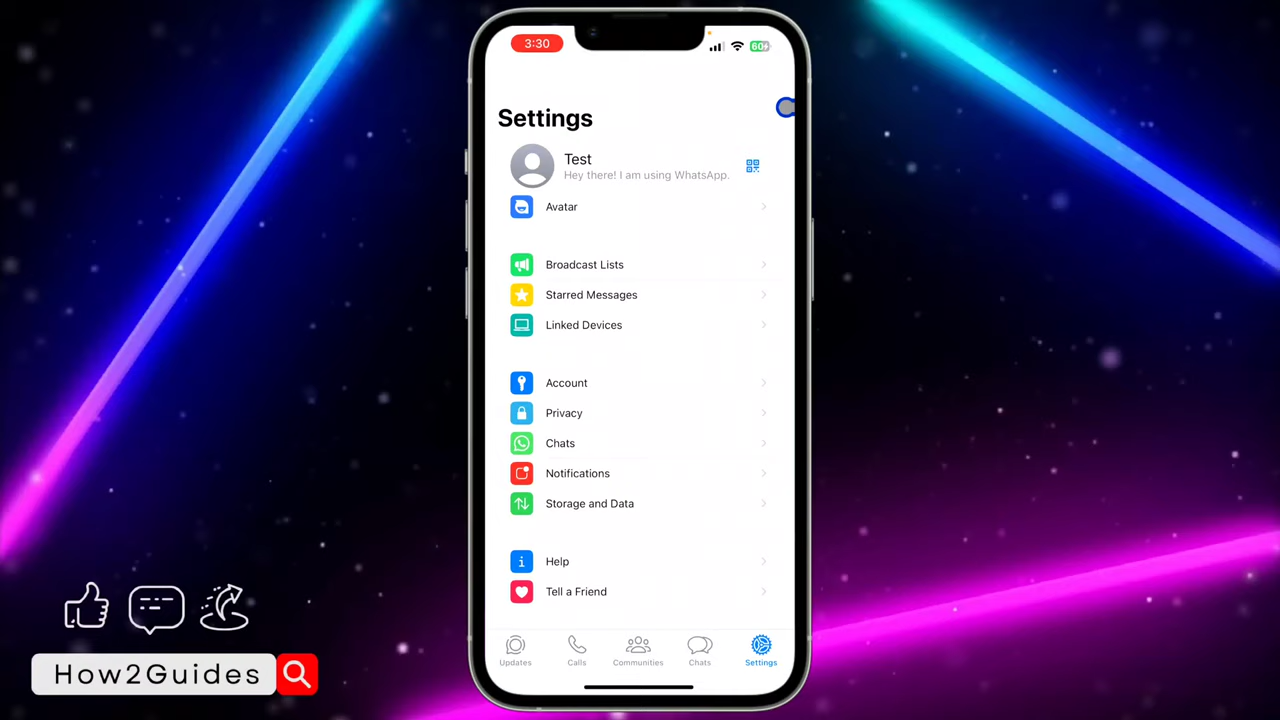 3:30
60
Settings
Test
Hey there! I am using WhatsApp.
Avatar
Broadcast Lists
Starred Messages
Linked Devices
Account
Privacy
Chats
Notifications
Storage and Data
Help
Tell a Friend
Updates
Calls
Communities
Chats
Settings
How2Guides